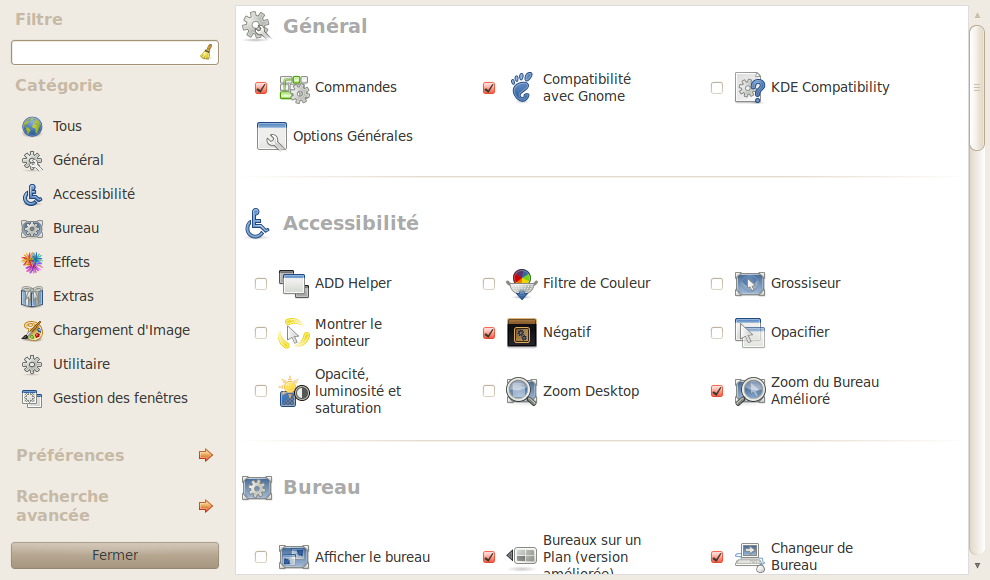 Filtre
Catégorie
Tous
Général
Accessibilité
Bureau
Effets
Extras
Chargement d'Image
Utilitaire
Gestion des fenêtres
Préférences
Recherche
avancée
Fermer
Général
Commandes
Compatibilité
avec Gnome
KDE Compatibility
Options Générales
Accessibilité
ADD Helper
Filtre de Couleur
Grossiseur
Montrer le
pointeur
Négatif
Opacifier
Opacité,
luminosité et
saturation
Zoom Desktop
Zoom du Bureau
Amélioré
Bureau
Afficher le bureau
Bureaux sur un
Plan (version
améliorée)
Changeur de
Bureau